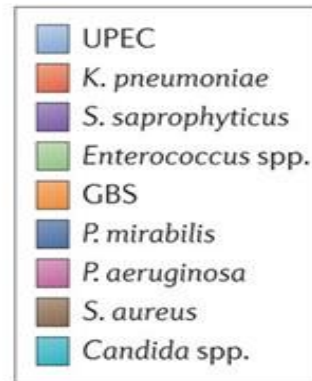 UPEC
K. pneumoniae
S. saprophyticus
Enterococcus spp.
GBS
P. mirabilis
P. aeruginosa
S. aureus
Candida spp.